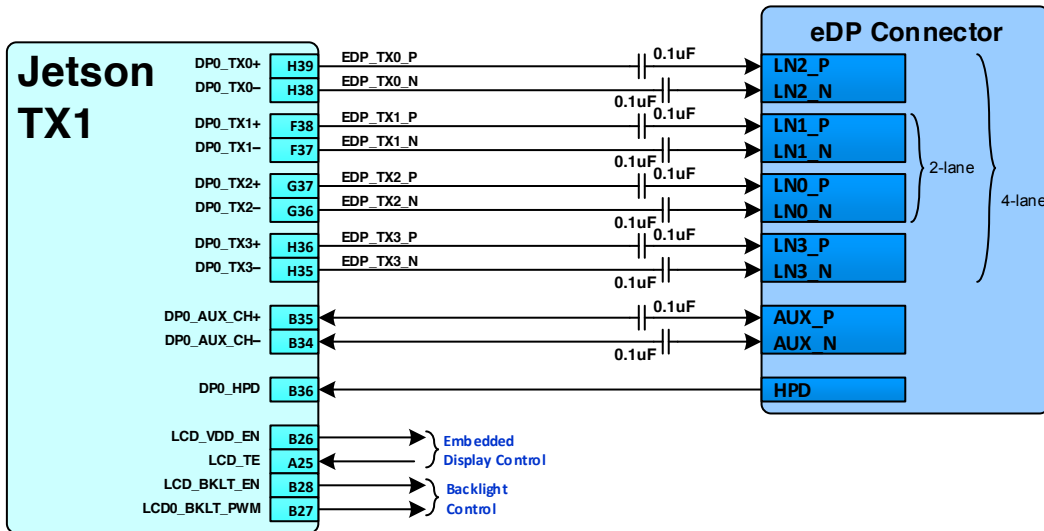 eDP Connector
Jetson
TX1
DP0_TX0+ H39 EDP_TX0_P 0.1uF LN2_P
DP0_TX0– H38 EDP_TX0_N 0.1uF LN2_N
DP0_TX1+ F38 EDP_TX1_P 0.1uF LN1_P
DP0_TX1– F37 EDP_TX1_N 0.1uF LN1_N
2-lane
DP0_TX2+ G37 EDP_TX2_P 0.1uF LN0_P
DP0_TX2– G36 EDP_TX2_N 0.1uF LN0_N
4-lane
DP0_TX3+ H36 EDP_TX3_P 0.1uF LN3_P
DP0_TX3– H35 EDP_TX3_N 0.1uF LN3_N
DP0_AUX_CH+ B35 0.1uF AUX_P
DP0_AUX_CH– B34 0.1uF AUX_N
DP0_HPD B36 HPD
LCD_VDD_EN B26 Embedded
LCD_TE A25 Display Control
LCD_BKLT_EN B28 Backlight
LCD0_BKLT_PWM B27 Control